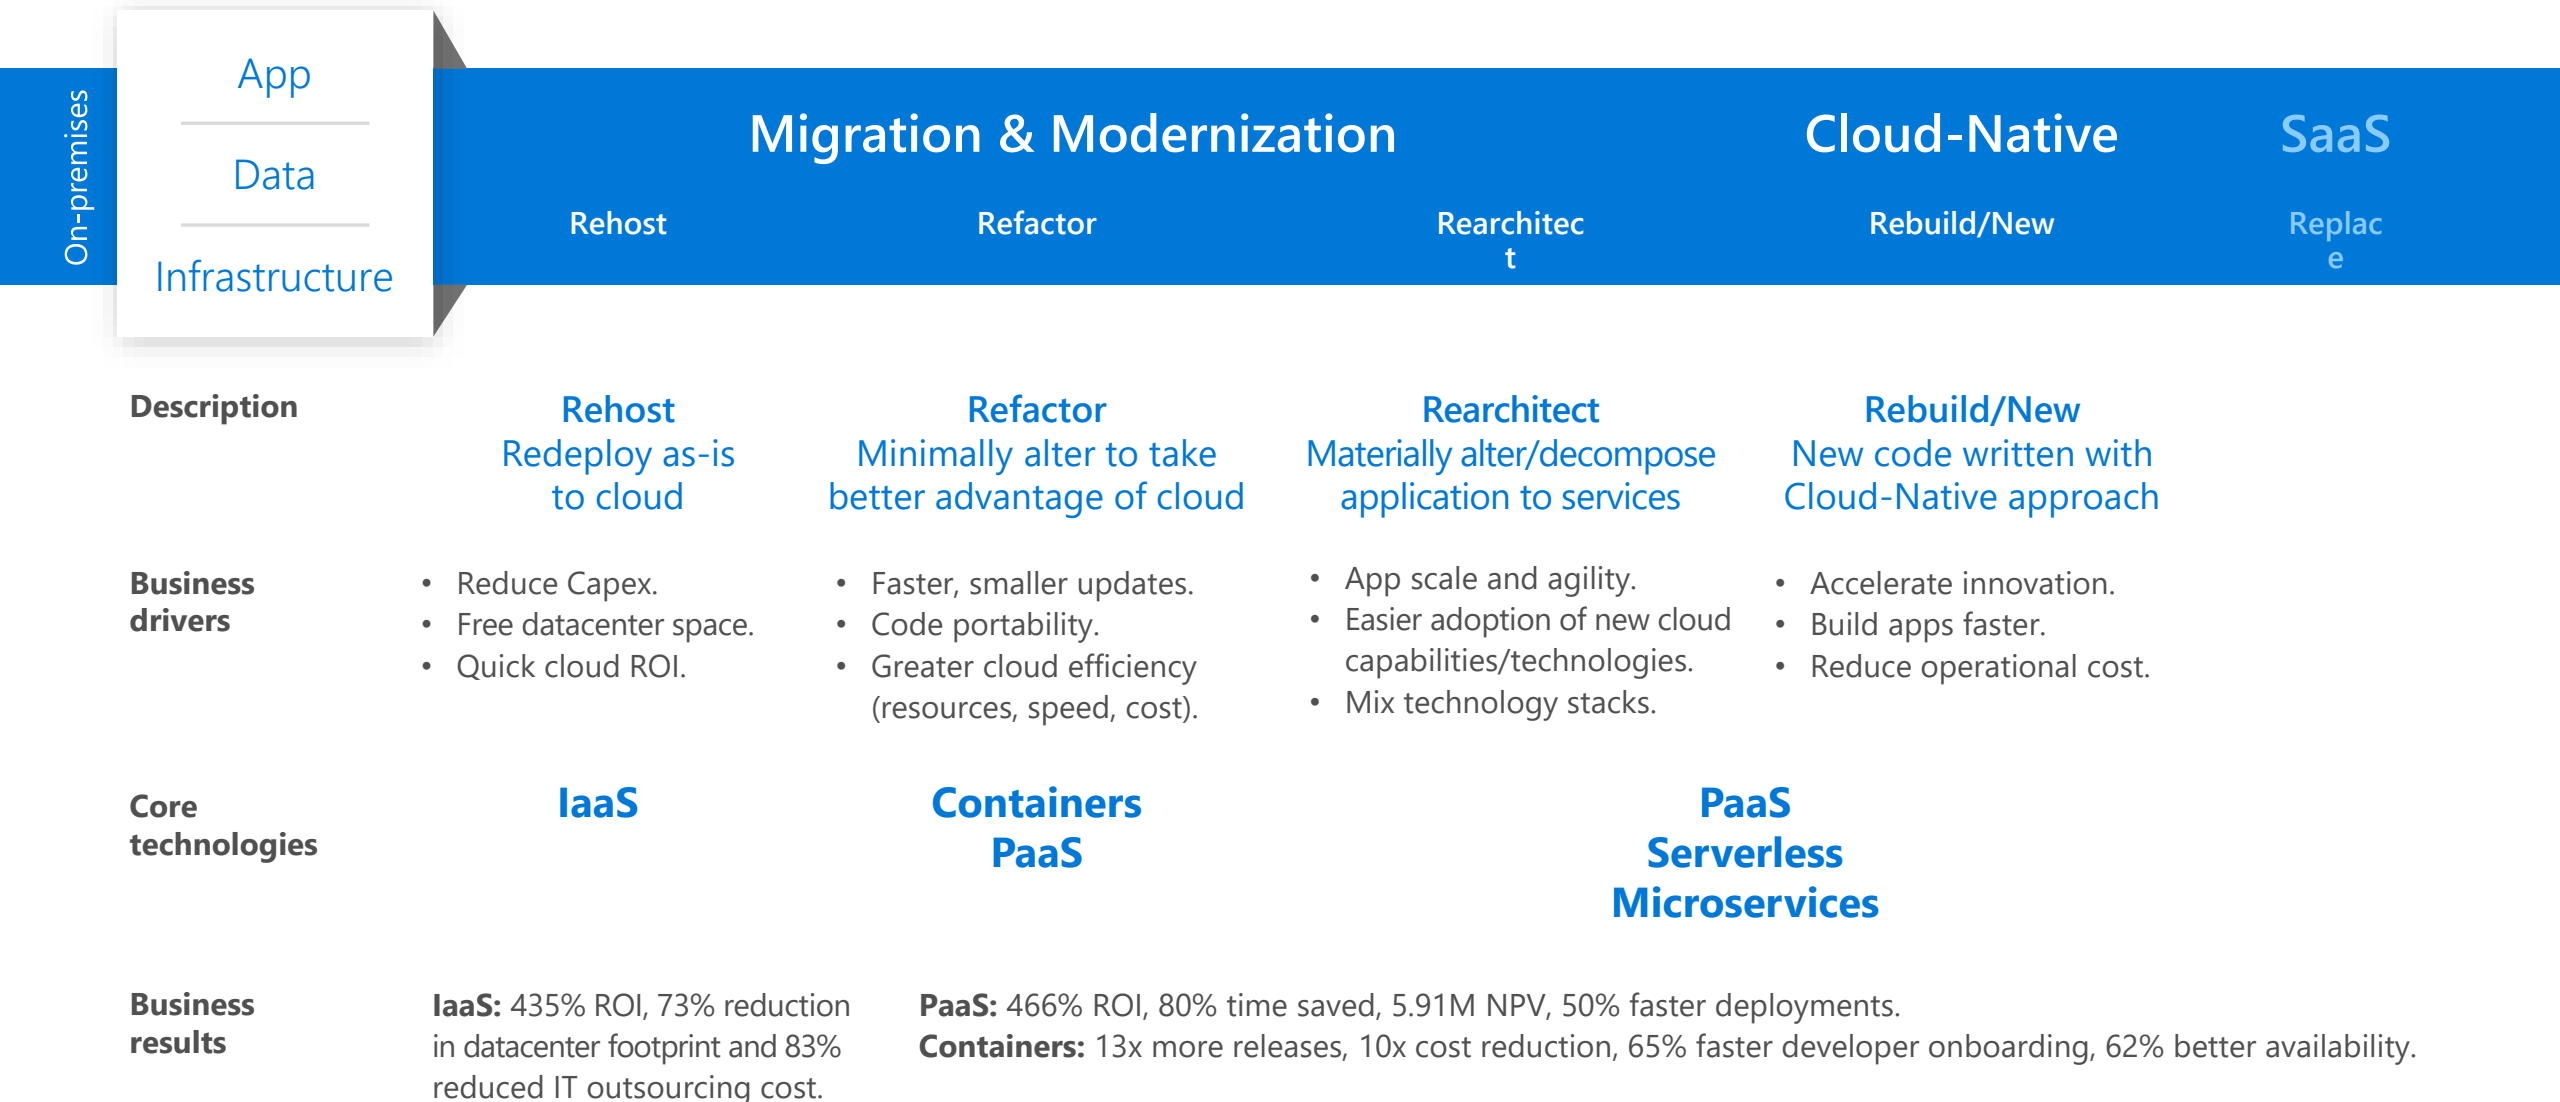 On-premises
App
Data
Infrastructure
Migration & Modernization
Cloud-Native
SaaS
Rehost
Refactor
Rearchitec
t
Rebuild/New
Replac
e
Description
Rehost
Redeploy as-is
to cloud
Refactor
Minimally alter to take
better advantage of cloud
Rearchitect
Materially alter/decompose
application to services
Rebuild/New
New code written with
Cloud-Native approach
Business
drivers
• Reduce Capex.
• Free datacenter space.
• Quick cloud ROI.
• Faster, smaller updates.
• Code portability.
• Greater cloud efficiency
(resources, speed, cost).
• App scale and agility.
• Easier adoption of new cloud
capabilities/technologies.
• Mix technology stacks.
• Accelerate innovation.
• Build apps faster.
• Reduce operational cost.
Core
technologies
IaaS
Containers
PaaS
PaaS
Serverless
Microservices
Business
results
IaaS: 435% ROI, 73% reduction
in datacenter footprint and 83%
reduced IT outsourcing cost.
PaaS: 466% ROI, 80% time saved, 5.91M NPV, 50% faster deployments.
Containers: 13x more releases, 10x cost reduction, 65% faster developer onboarding, 62% better availability.